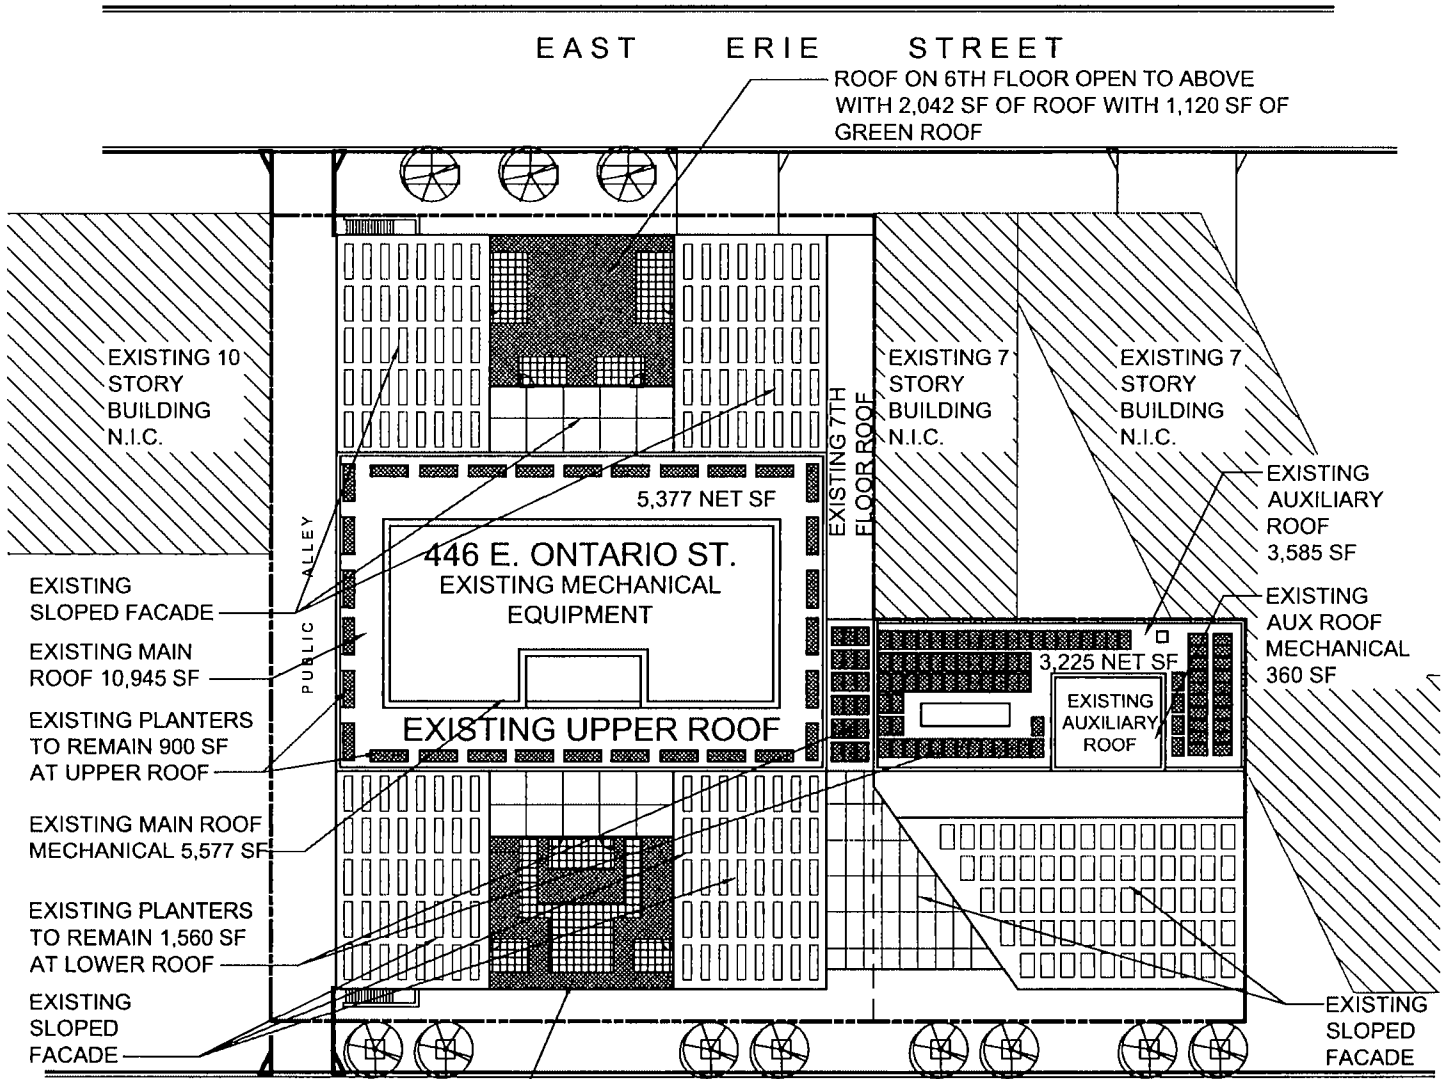 EAST ERIE STREET
ROOF ON 6TH FLOOR OPEN TO ABOVE
WITH 2,042 SF OF ROOF WITH 1,120 SF OF
GREEN ROOF
EXISTING 10
STORY
BUILDING
N.I.C.
EXISTING 7TH
FLOOR ROOF
EXISTING 7
STORY
BUILDING
N.I.C.
EXISTING 7
STORY
BUILDING
N.I.C.
5,377 NET SF
446 E. ONTARIO ST.
EXISTING MECHANICAL
EQUIPMENT
EXISTING UPPER ROOF
PUBLIC ALLEY
EXISTING
AUXILIARY
ROOF
3,585 SF
EXISTING
AUX ROOF
MECHANICAL
360 SF
3,225 NET SF
EXISTING
AUXILIARY
ROOF
EXISTING
SLOPED FACADE
EXISTING MAIN
ROOF 10,945 SF
EXISTING PLANTERS
TO REMAIN 900 SF
AT UPPER ROOF
EXISTING MAIN ROOF
MECHANICAL 5,577 SF
EXISTING PLANTERS
TO REMAIN 1,560 SF
AT LOWER ROOF
EXISTING
SLOPED
FACADE
EXISTING
SLOPED
FACADE